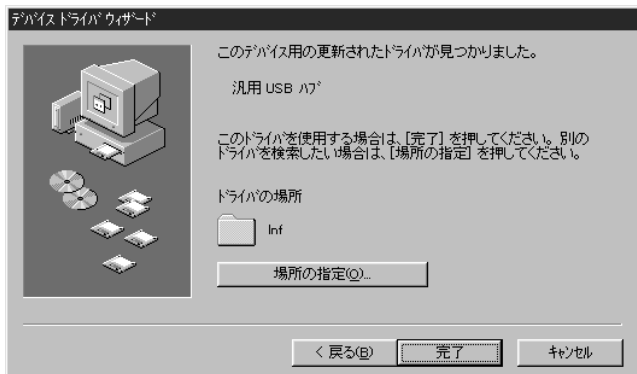 ﾃﾞﾊﾞｲｽ ﾄﾞﾗｲﾊﾞ ｳｨｻﾞｰﾄﾞ
このﾃﾞﾊﾞｲｽ用の更新されたﾄﾞﾗｲﾊﾞが見つかりました。
汎用 USB ﾊﾌﾞ
このﾄﾞﾗｲﾊﾞを使用する場合は、[完了] を押してください。別の
ﾄﾞﾗｲﾊﾞを検索したい場合は、[場所の指定] を押してください。
ﾄﾞﾗｲﾊﾞの場所
Inf
場所の指定(O)...
< 戻る(B)
完了
ｷｬﾝｾﾙ